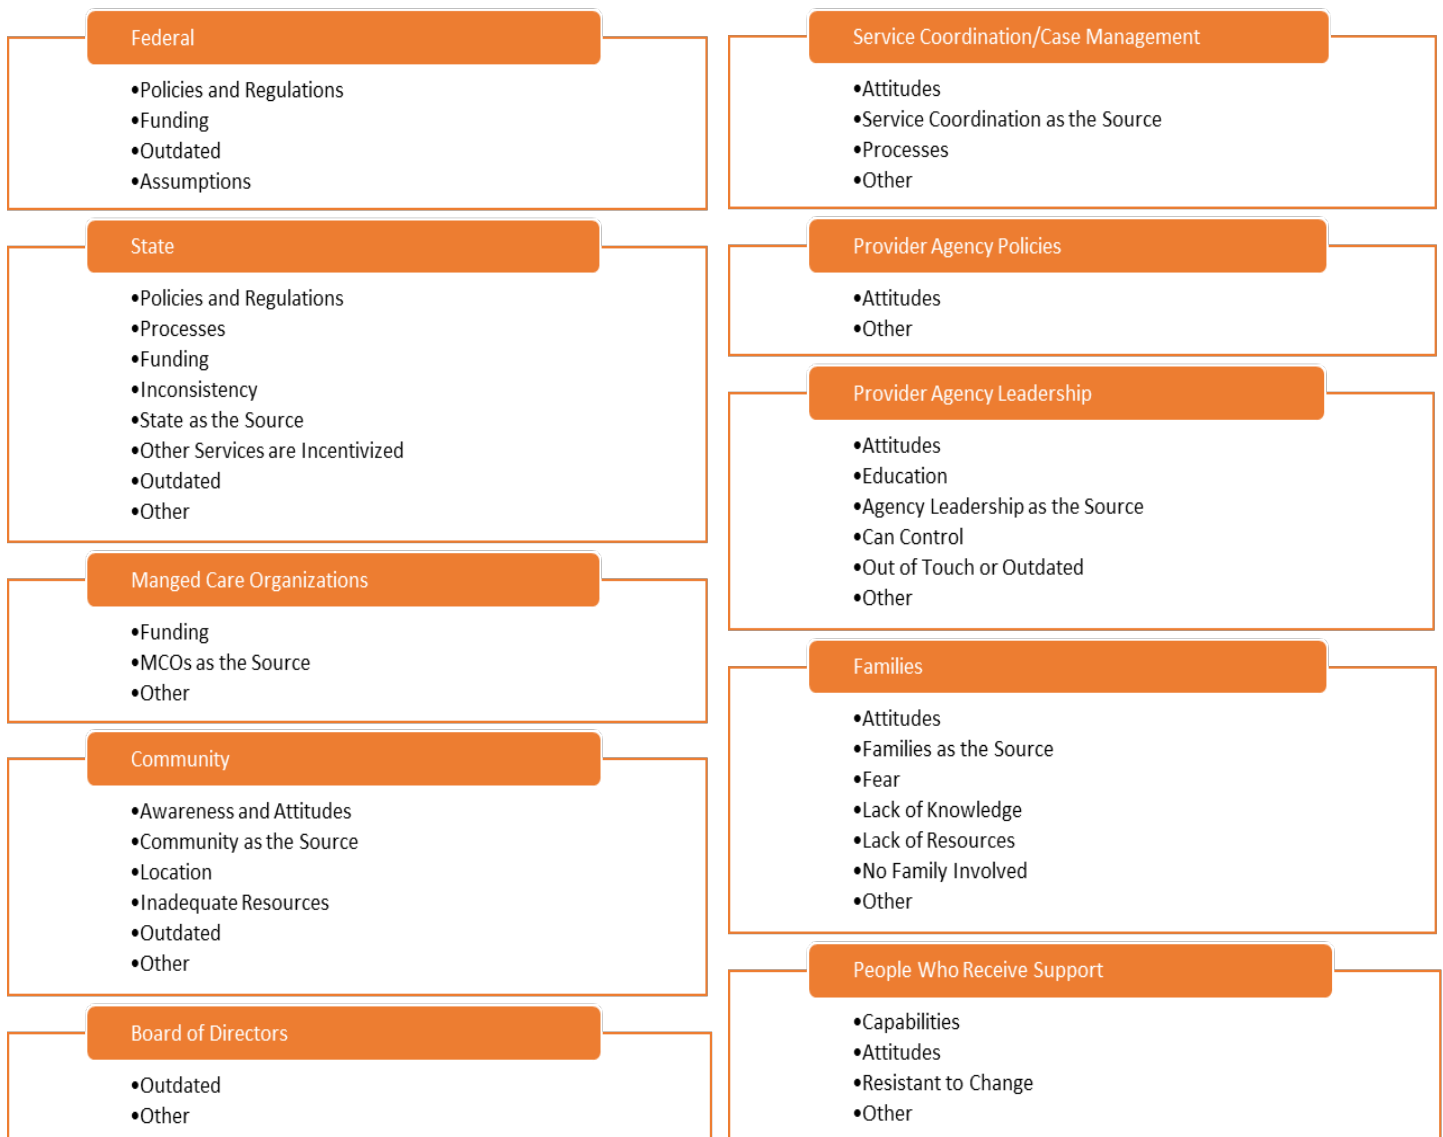 Federal
•Policies and Regulations
•Funding
•Outdated
•Assumptions
State
•Policies and Regulations
•Processes
•Funding
•Inconsistency
•State as the Source
•Other Services are Incentivized
•Outdated
•Other
Manged Care Organizations
•Funding
•MCOs as the Source
•Other
Community
•Awareness and Attitudes
•Community as the Source
•Location
•Inadequate Resources
•Outdated
•Other
Board of Directors
•Outdated
•Other
Service Coordination/Case Management
•Attitudes
•Service Coordination as the Source
•Processes
•Other
Provider Agency Policies
•Attitudes
•Other
Provider Agency Leadership
•Attitudes
•Education
•Agency Leadership as the Source
•Can Control
•Out of Touch or Outdated
•Other
Families
•Attitudes
•Families as the Source
•Fear
•Lack of Knowledge
•Lack of Resources
•No Family Involved
•Other
People Who Receive Support
•Capabilities
•Attitudes
•Resistant to Change
•Other